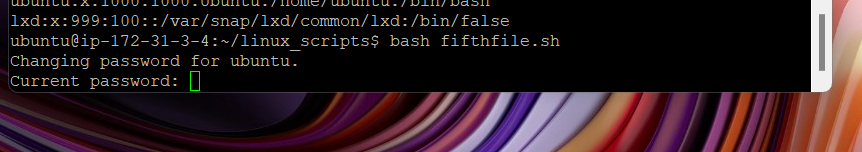 ubuntu:x:1000:1000:Ubuntu:/home/ubuntu:/bin/bash
lxd:x:999:100::/var/snap/lxd/common/lxd:/bin/false
ubuntu@ip-172-31-3-4:~/linux_scripts$ bash fifthfile.sh
Changing password for ubuntu.
Current password: